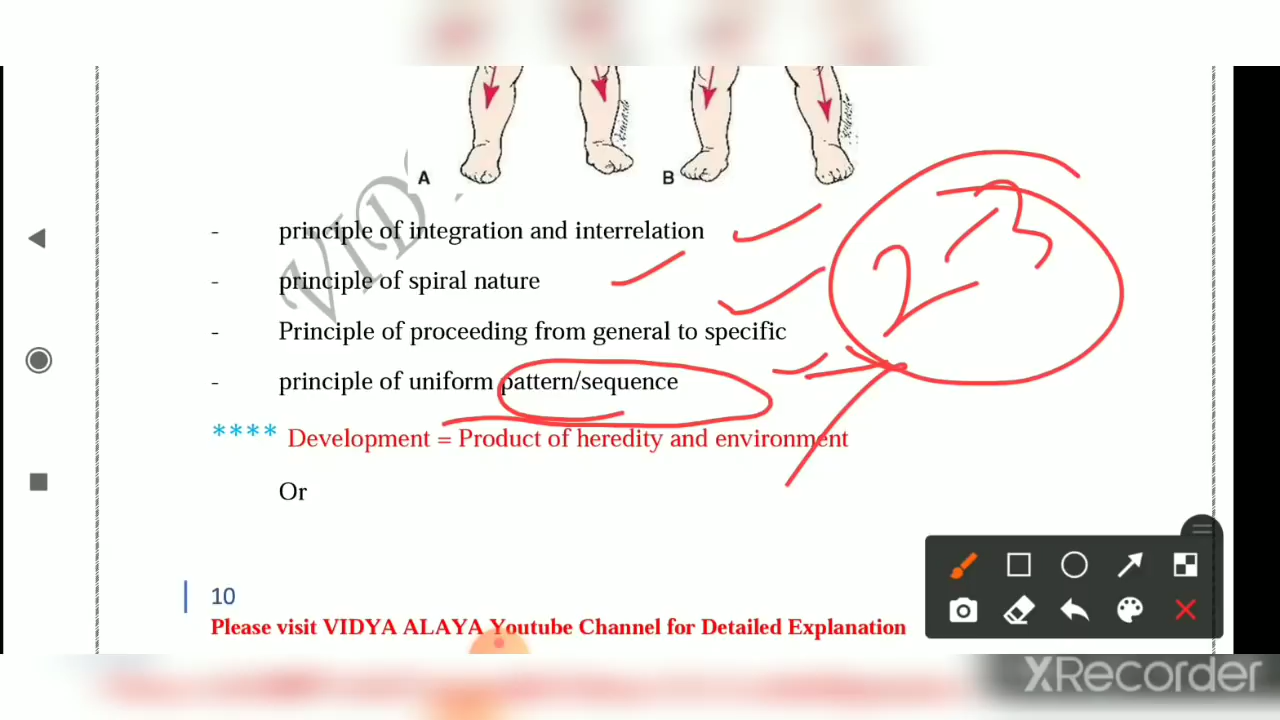 A B
VID
- principle of integration and interrelation
- principle of spiral nature
- Principle of proceeding from general to specific
- principle of uniform pattern/sequence
**** Development = Product of heredity and environment
Or
2-3
10
Please visit VIDYA ALAYA Youtube Channel for Detailed Explanation
XRecorder